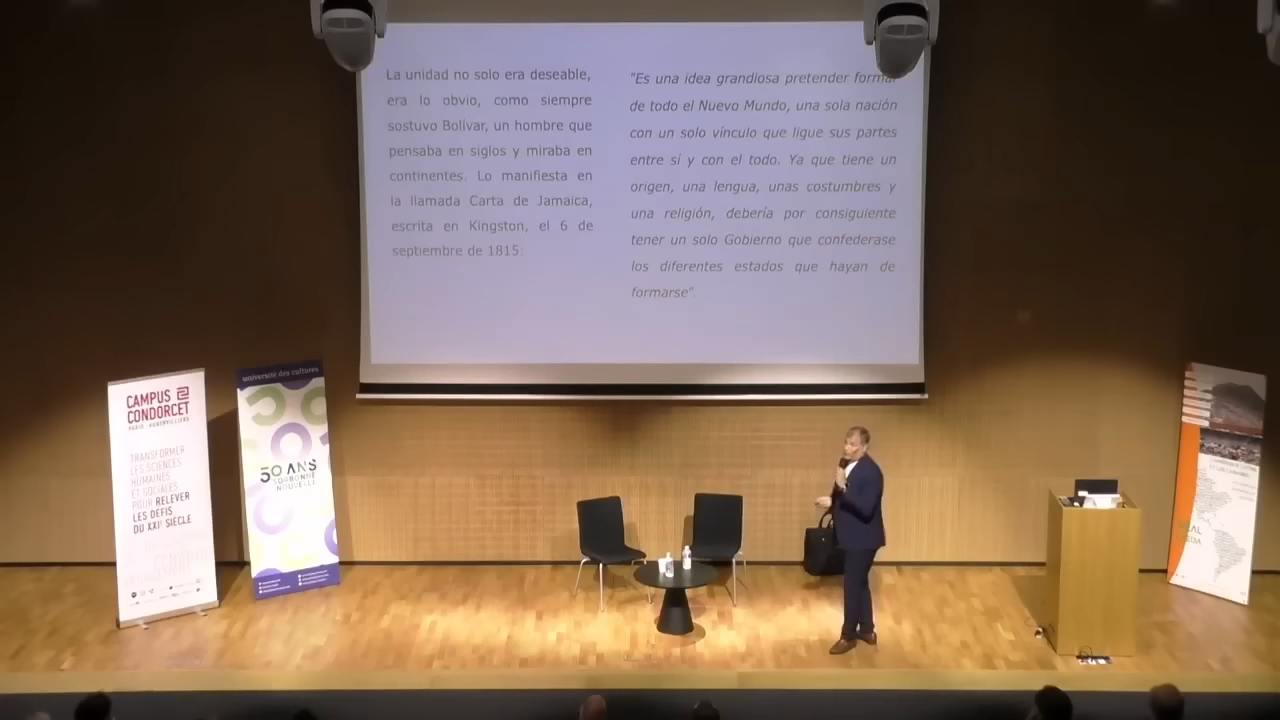 La unidad no solo era deseable,
era lo obvio, como siempre
sostuvo Bolívar, un hombre que
pensaba en siglos y miraba en
continentes. Lo manifiesta en
la llamada Carta de Jamaica,
escrita en Kingston, el 6 de
septiembre de 1815:
"Es una idea grandiosa pretender formar
de todo el Nuevo Mundo, una sola nación
con un solo vínculo que ligue sus partes
entre sí y con el todo. Ya que tiene un
origen, una lengua, unas costumbres y
una religión, debería por consiguiente
tener un solo Gobierno que confederase
los diferentes estados que hayan de
formarse".
CAMPUS
CONDORCET
PARIS - AUBERVILLIERS
TRANSFORMER
LES SCIENCES
HUMAINES
ET SOCIALES
POUR RELEVER
LES DÉFIS
DU XXIe SIÈCLE
université des cultures
50 ANS
SORBONNE
NOUVELLE